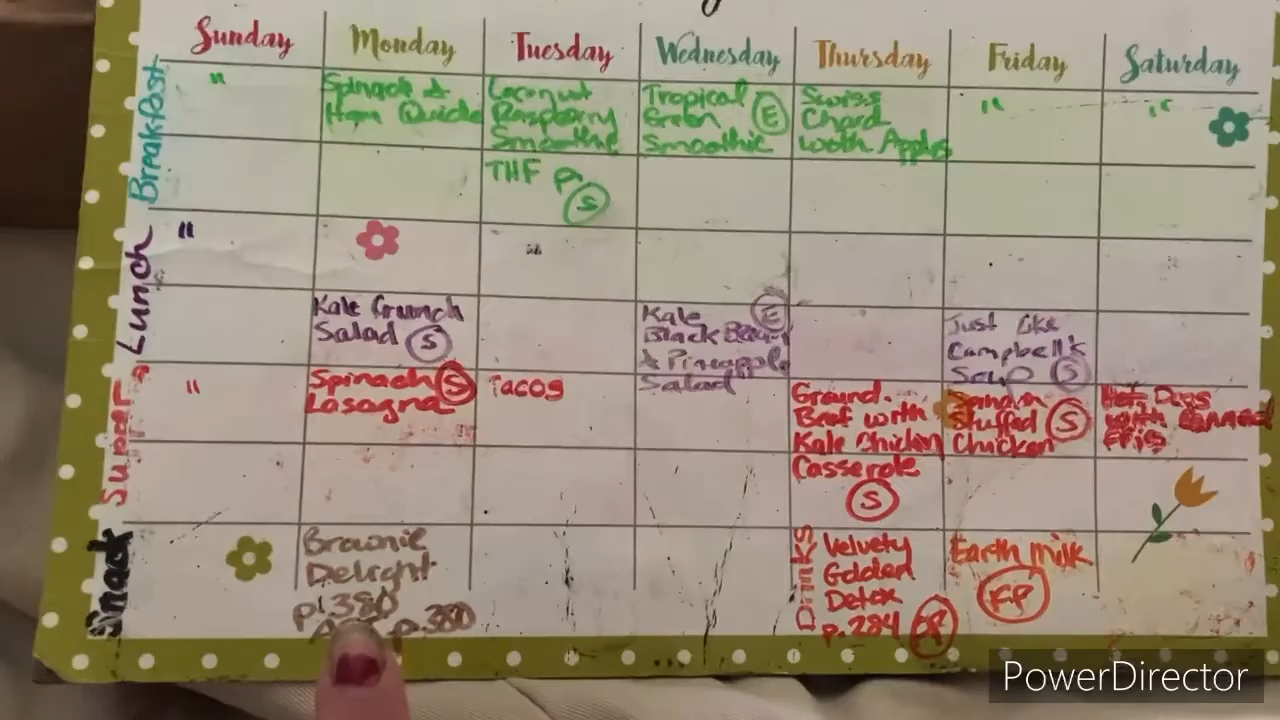 Sunday Monday Tuesday Wednesday Thursday Friday Saturday
Breakfast
" Spinach & Ham Quiche
Coconut Raspberry Smoothie
THF p. S
Tropical Green Smoothie E
Swiss Chard with Apples
"
"
Lunch
"
"
Kale Crunch
Salad S
Kale E
Black Bean
& Pineapple
Salad
Just like
Campbell's
Soup S
Supper
"
Spinach S
Lasagna
Tacos
Ground
Beef with
Kale Chicken
Casserole
S
Stuffed S
Chicken
Hot Dogs
with
Snack
Brownie
Delight
p. 380
p. 380
Drinks
Velvety
Golden
Detox
p. 284
FP
Earth Milk
FP
PowerDirector